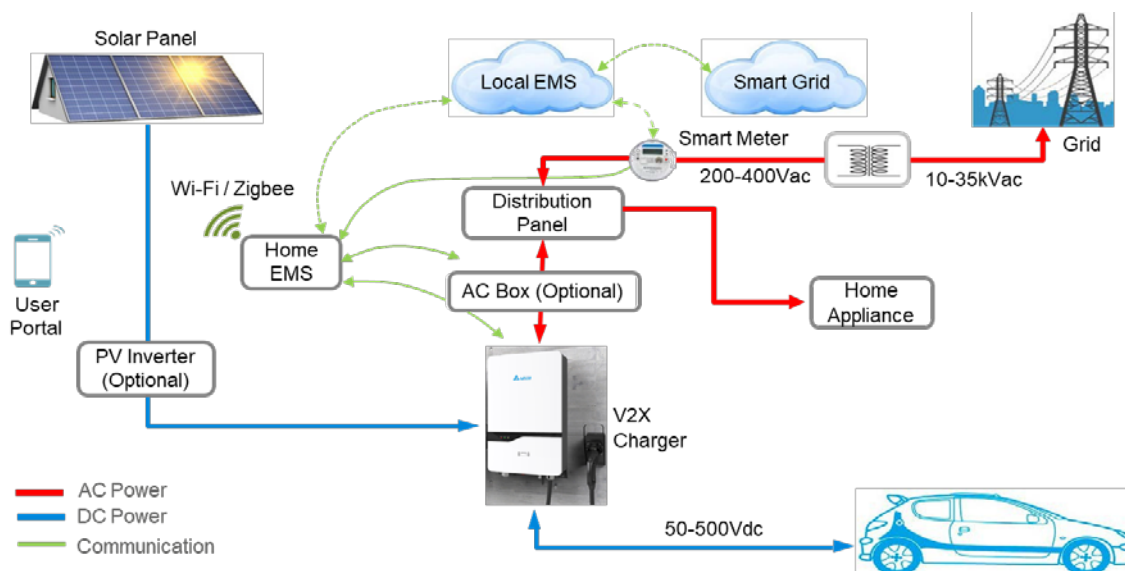 Solar Panel
Local EMS
Smart Grid
Grid
Smart Meter
200-400Vac
10-35kVac
Wi-Fi / Zigbee
Distribution
Panel
Home
EMS
AC Box (Optional)
Home
Appliance
User
Portal
PV Inverter
(Optional)
V2X
Charger
AC Power
DC Power
Communication
50-500Vdc